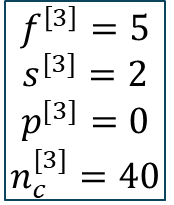 f^{[3]} = 5
s^{[3]} = 2
p^{[3]} = 0
n_c^{[3]} = 40